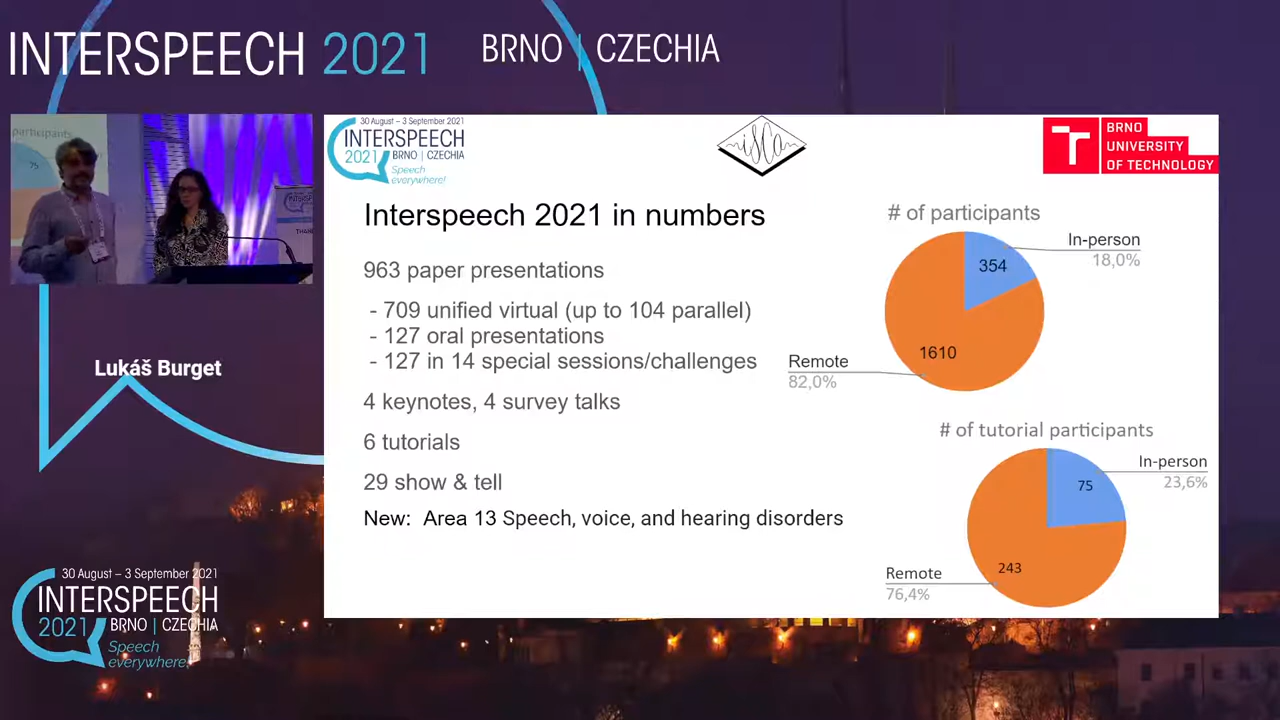 INTERSPEECH 2021 BRNO | CZECHIA
participants
75
Lukáš Burget
30 August – 3 September 2021
INTERSPEECH
2021 BRNO | CZECHIA
Speech
everywhere!
30 August – 3 September 2021
INTERSPEECH
2021 BRNO | CZECHIA
Speech
everywhere!
isca
BRNO
UNIVERSITY
OF TECHNOLOGY
Interspeech 2021 in numbers
963 paper presentations
- 709 unified virtual (up to 104 parallel)
- 127 oral presentations
- 127 in 14 special sessions/challenges
4 keynotes, 4 survey talks
6 tutorials
29 show & tell
New: Area 13 Speech, voice, and hearing disorders
# of participants
In-person
18,0%
354
1610
Remote
82,0%
# of tutorial participants
In-person
23,6%
75
243
Remote
76,4%